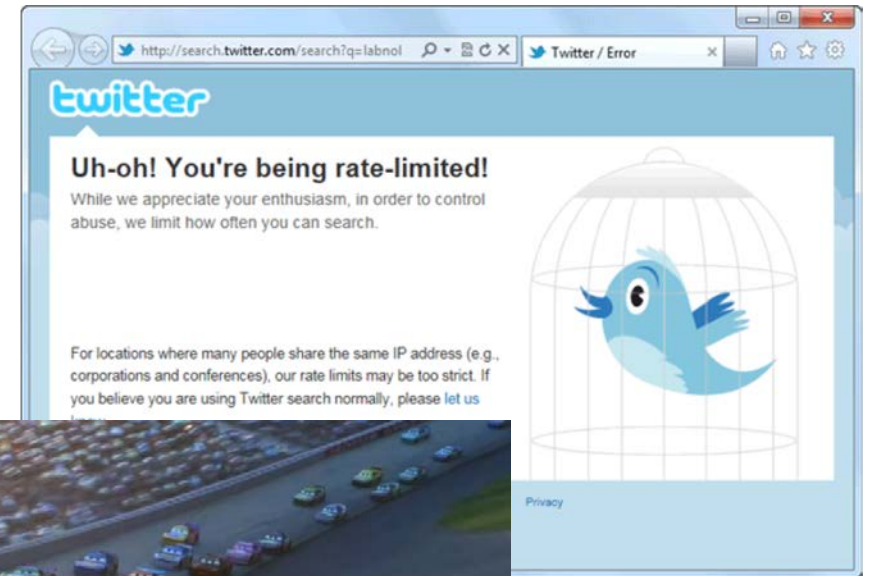 http://search.twitter.com/search?q=labnol
Twitter / Error
twitter
Uh-oh! You're being rate-limited!
While we appreciate your enthusiasm, in order to control
abuse, we limit how often you can search.
For locations where many people share the same IP address (e.g.,
corporations and conferences), our rate limits may be too strict. If
you believe you are using Twitter search normally, please let us
Privacy